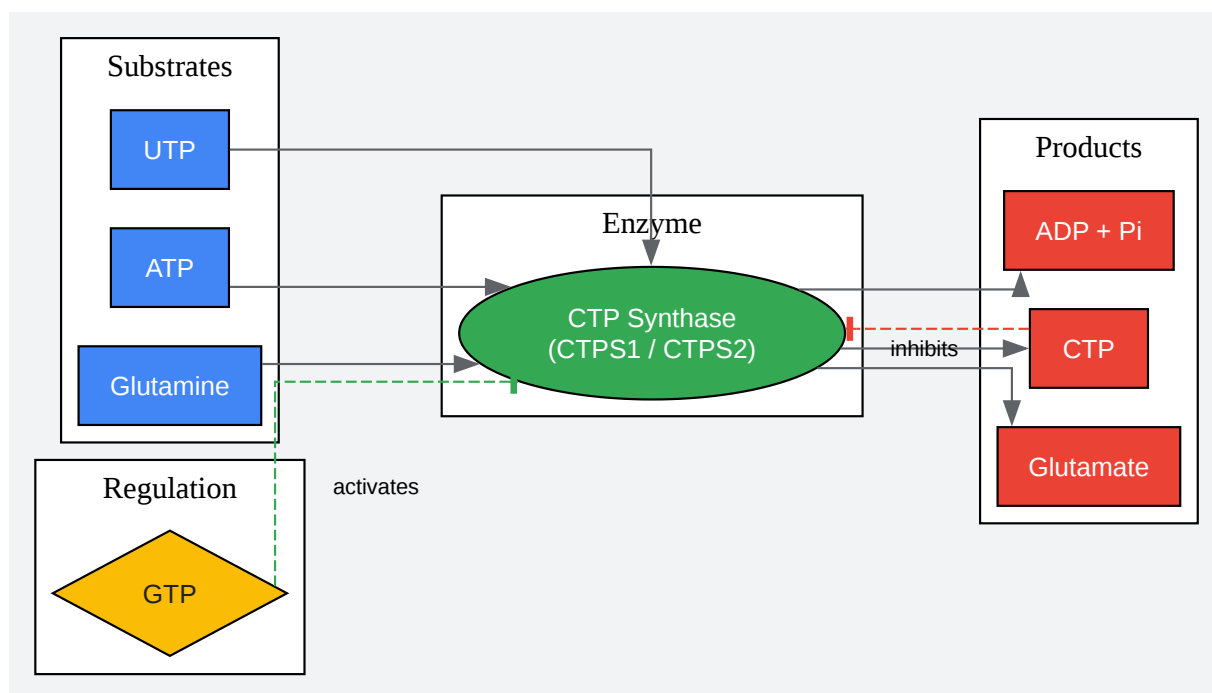 Substrates
UTP
ATP
Glutamine
Regulation
GTP
activates
Enzyme
CTP Synthase
(CTPS1 / CTPS2)
inhibits
Products
ADP + Pi
CTP
Glutamate